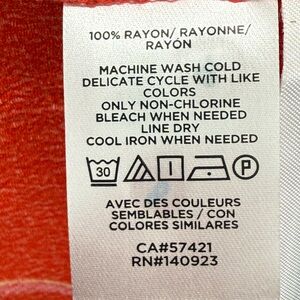 100% RAYON/ RAYONNE/
RAYÓN
MACHINE WASH COLD
DELICATE CYCLE WITH LIKE
COLORS
ONLY NON-CHLORINE
BLEACH WHEN NEEDED
LINE DRY
COOL IRON WHEN NEEDED
30 P
AVEC DES COULEURS
SEMBLABLES / CON
COLORES SIMILARES
CA#57421
RN#140923